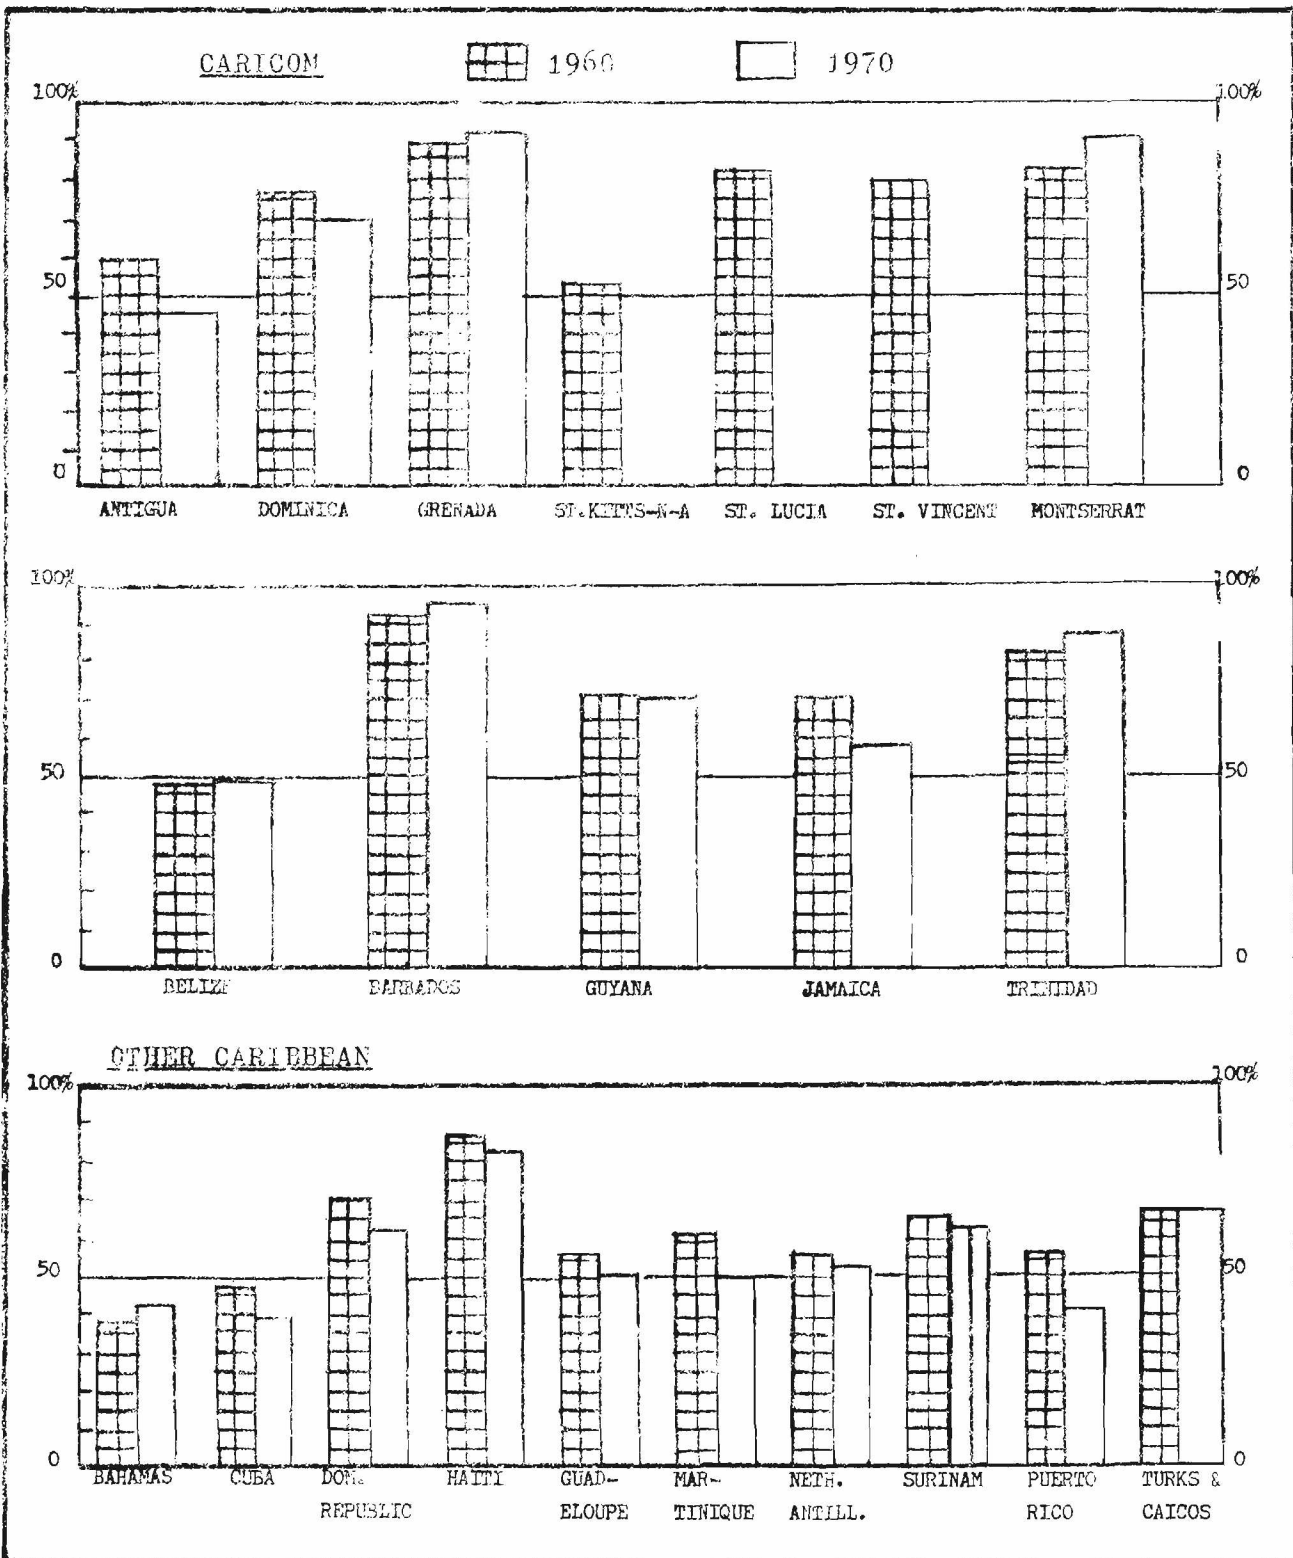 CARICOM 1960 1970
100% 100%
50 50
0 0
ANTIGUA DOMINICA GRENADA ST.KITTS-N-A ST. LUCIA ST. VINCENT MONTSERRAT
100% 100%
50 50
0 0
BELIZE BARBADOS GUYANA JAMAICA TRINIDAD
OTHER CARIBBEAN
100% 100%
50 50
0 0
BAHAMAS CUBA DOM. HAITI GUAD- MAR- NETH. SURINAM PUERTO TURKS &
REPUBLIC ELOUPE TINIQUE ANTILL. RICO CAICOS